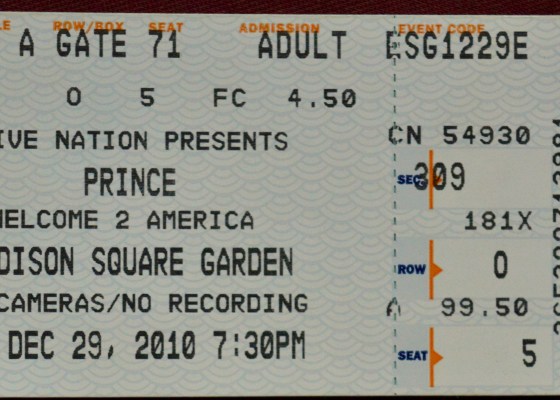 ROW/BOX SEAT ADMISSION EVENT CODE
A GATE 71 ADULT ESG1229E
O 5 FC 4.50
IVE NATION PRESENTS CN 54930
PRINCE SEC 309
WELCOME 2 AMERICA 181X
DISON SQUARE GARDEN ROW O
CAMERAS/NO RECORDING A 99.50
DEC 29, 2010 7:30PM SEAT 5